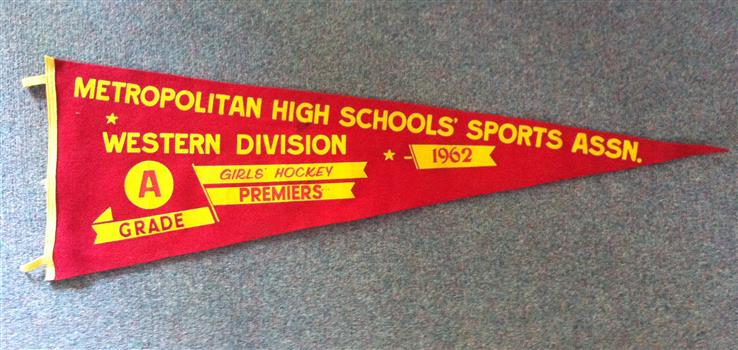 METROPOLITAN HIGH SCHOOLS' SPORTS ASSN.
WESTERN DIVISION
1962
A
GRADE
GIRLS' HOCKEY
PREMIERS